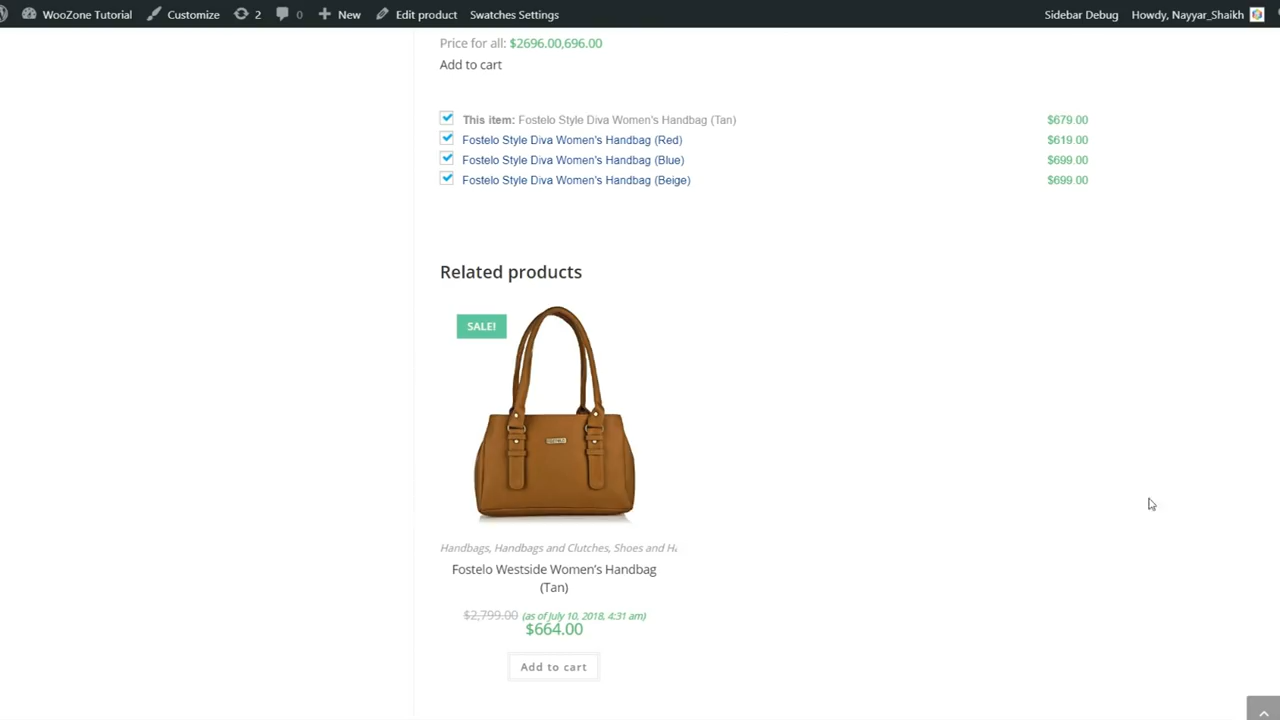 WooZone Tutorial Customize 2 0 New Edit product Swatches Settings Sidebar Debug Howdy, Nayyar_Shaikh
Price for all: $2696.00,696.00
Add to cart
This item: Fostelo Style Diva Women's Handbag (Tan) $679.00
Fostelo Style Diva Women's Handbag (Red) $619.00
Fostelo Style Diva Women's Handbag (Blue) $699.00
Fostelo Style Diva Women's Handbag (Beige) $699.00
Related products
SALE!
Handbags, Handbags and Clutches, Shoes and Ha
Fostelo Westside Women’s Handbag
(Tan)
$2,799.00 (as of July 10, 2018, 4:31 am)
$664.00
Add to cart